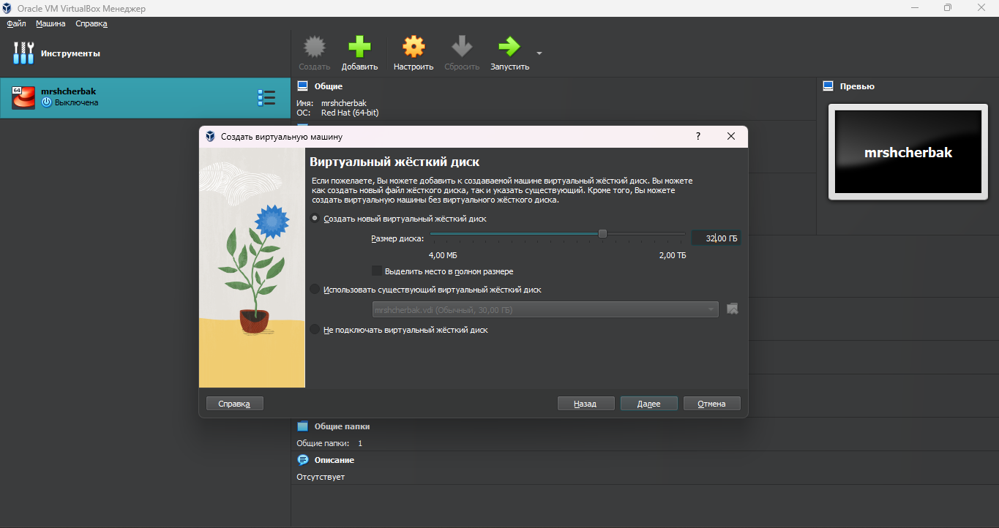 Oracle VM VirtualBox Менеджер
Файл Машина Справка
Инструменты
Создать Добавить Настроить Сбросить Запустить
64
mrshcherbak
Выключена
Общие
Имя: mrshcherbak
ОС: Red Hat (64-bit)
Превью
mrshcherbak
Создать виртуальную машину
?
Виртуальный жёсткий диск
Если пожелаете, Вы можете добавить к создаваемой машине виртуальный жёсткий диск. Вы можете
как создать новый файл жёсткого диска, так и указать существующий. Кроме того, Вы можете
создать виртуальную машины без виртуального жёсткого диска.
Создать новый виртуальный жёсткий диск
Размер диска: 32,00 ГБ
4,00 МБ 2,00 ТБ
Выделить место в полном размере
Использовать существующий виртуальный жёсткий диск
mrshcherbak.vdi (Обычный, 30,00 ГБ)
Не подключать виртуальный жёсткий диск
Справка Назад Далее Отмена
Общие папки
Общие папки: 1
Описание
Отсутствует